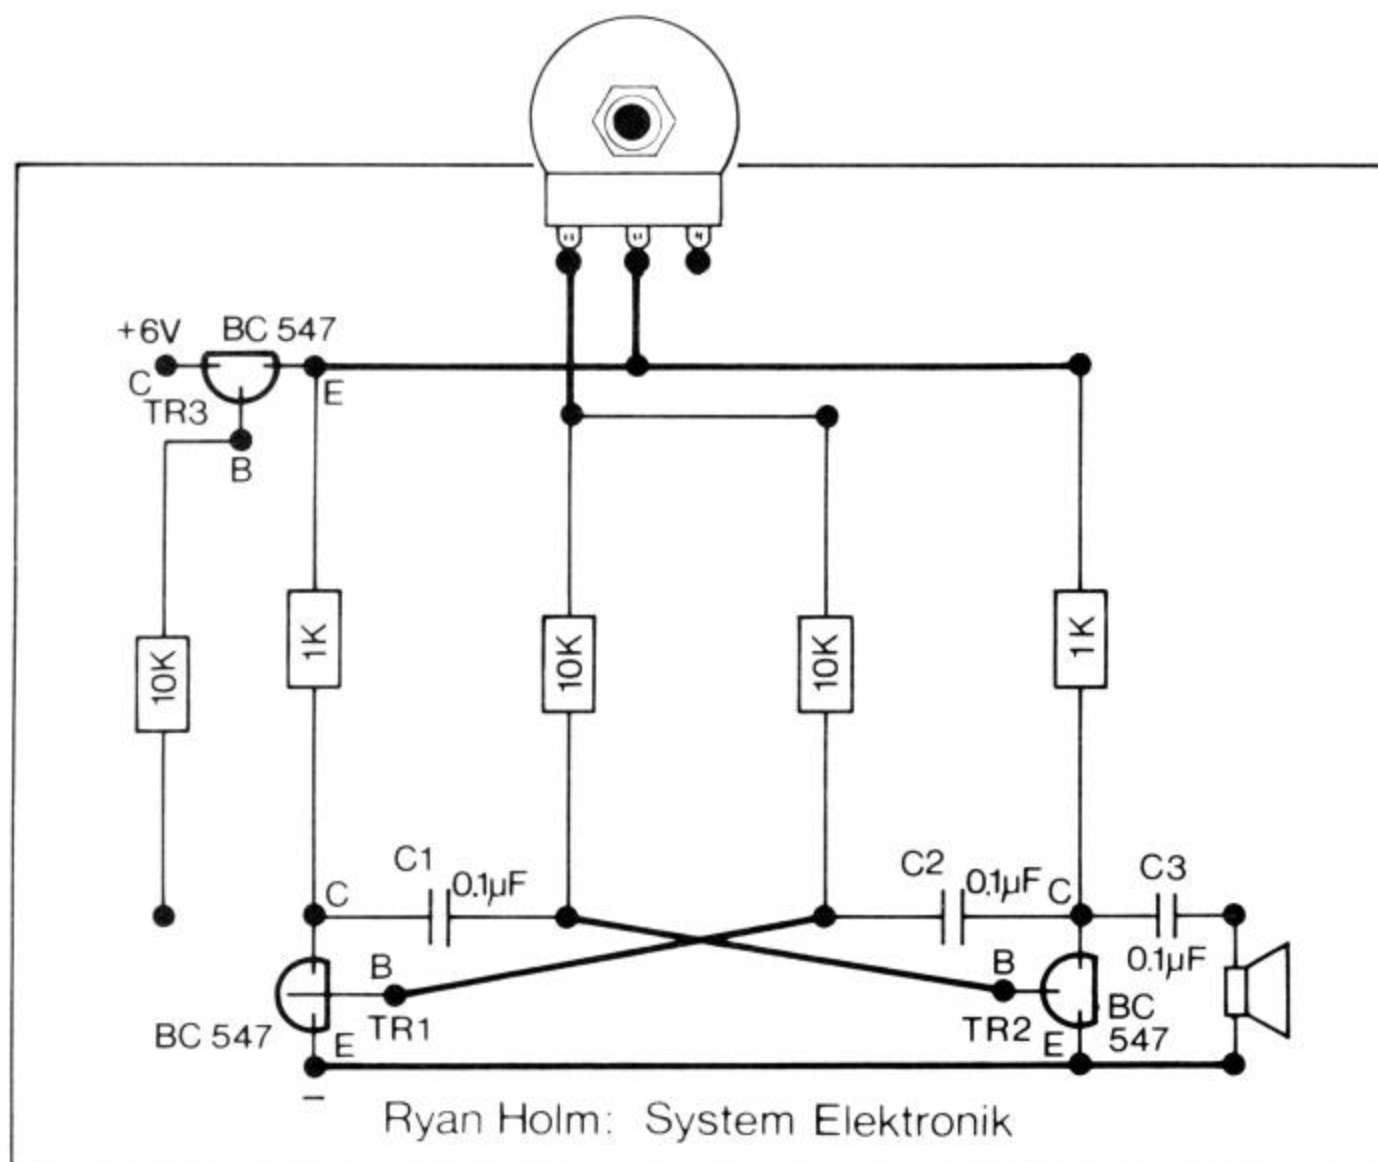 +6V
BC 547
C
E
TR3
B
10K
1K
10K
10K
1K
C1
0.1µF
C
C2
0.1µF
C
C3
0.1µF
B
TR1
BC 547
E
B
TR2
E
BC
547
–
Ryan Holm: System Elektronik